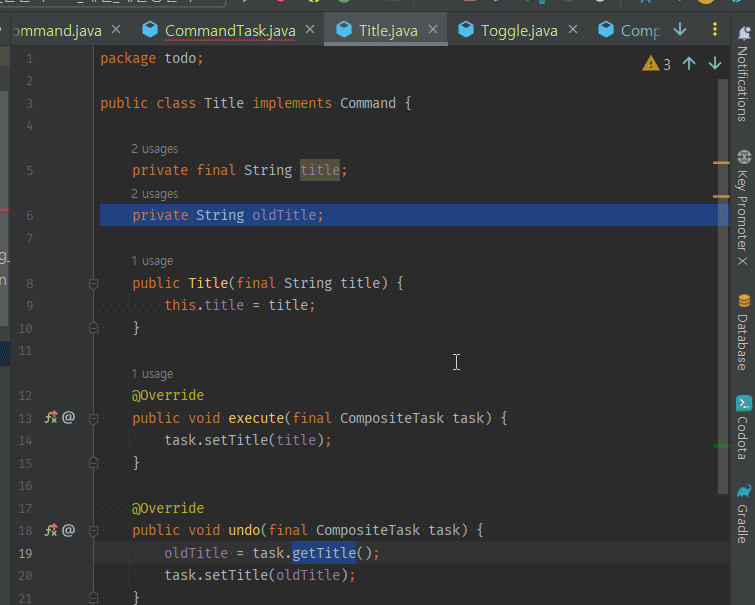 ommand.java CommandTask.java Title.java Toggle.java Comp
1 package todo;
2
3 public class Title implements Command {
4
2 usages
5 private final String title;
2 usages
6 private String oldTitle;
7
1 usage
8 public Title(final String title) {
9 this.title = title;
10 }
11
1 usage
12 @Override
13 public void execute(final CompositeTask task) {
14 task.setTitle(title);
15 }
16
17 @Override
18 public void undo(final CompositeTask task) {
19 oldTitle = task.getTitle();
20 task.setTitle(oldTitle);
21 }
3
Notifications
Key Promoter X
Database
Codota
Gradle